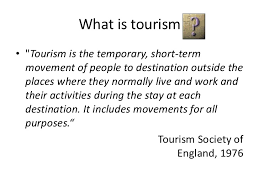 What is tourism
• "Tourism is the temporary, short-term
movement of people to destination outside the
places where they normally live and work and
their activities during the stay at each
destination. It includes movements for all
purposes.“
Tourism Society of
England, 1976